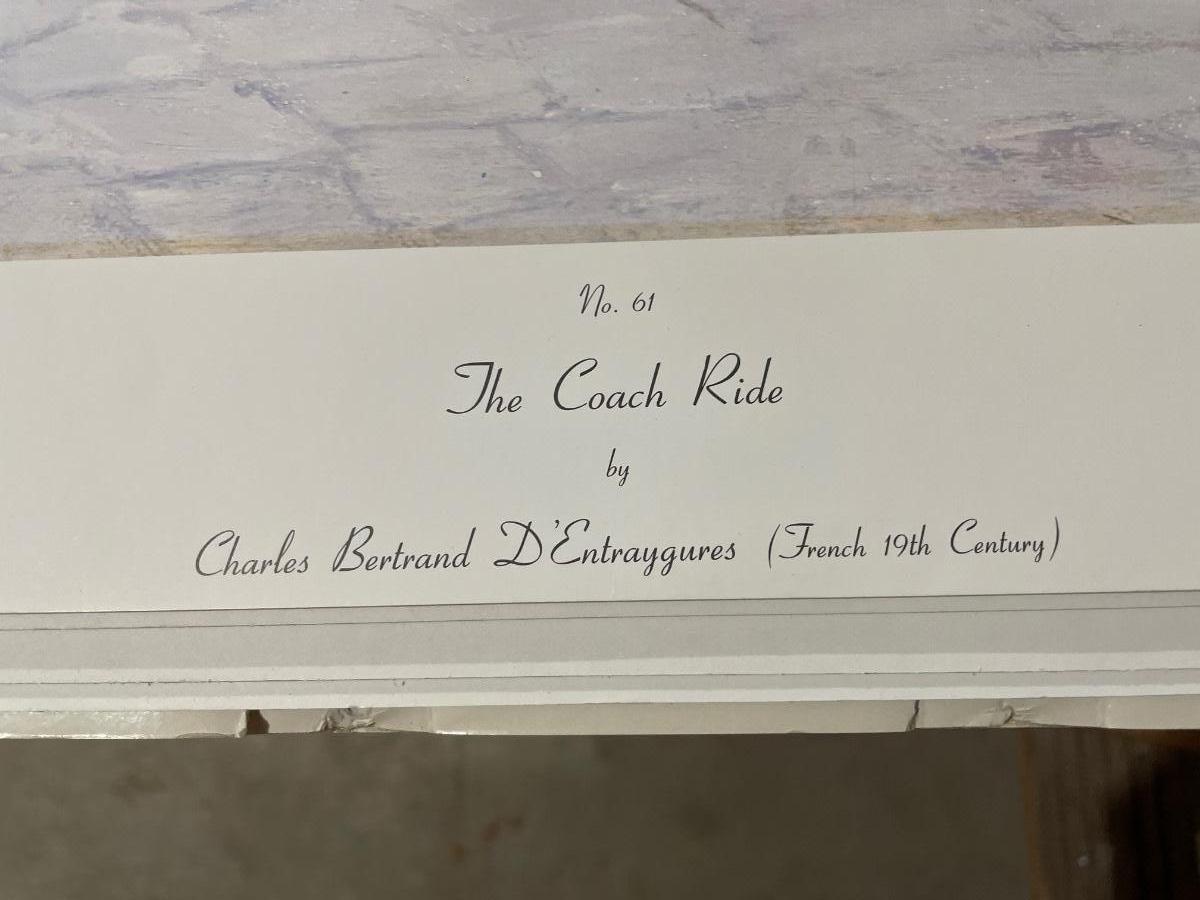 No. 61
The Coach Ride
by
Charles Bertrand D'Entraygures (French 19th Century)